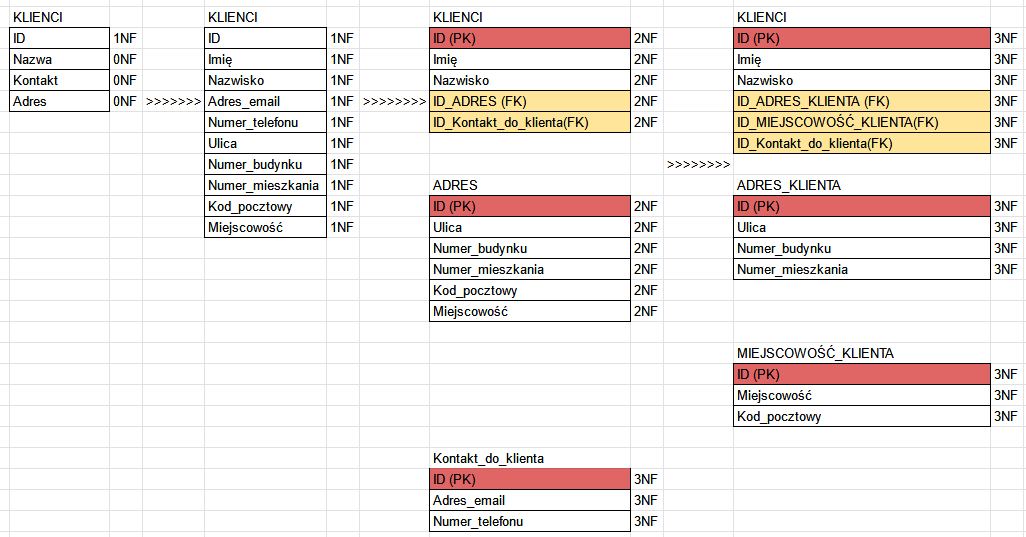 KLIENCI KLIENCI KLIENCI KLIENCI
ID 1NF ID 1NF ID (PK) 2NF ID (PK) 3NF
Nazwa 0NF Imię 1NF Imię 2NF Imię 3NF
Kontakt 0NF Nazwisko 1NF Nazwisko 2NF Nazwisko 3NF
Adres 0NF >>>>>>> Adres_email 1NF >>>>>>>> ID_ADRES (FK) 2NF ID_ADRES_KLIENTA (FK) 3NF
Numer_telefonu 1NF ID_Kontakt_do_klienta(FK) 2NF ID_MIEJSCOWOŚĆ_KLIENTA(FK) 3NF
Ulica 1NF ID_Kontakt_do_klienta(FK) 3NF
Numer_budynku 1NF >>>>>>>>
Numer_mieszkania 1NF ADRES ADRES_KLIENTA
Kod_pocztowy 1NF ID (PK) 2NF ID (PK) 3NF
Miejscowość 1NF Ulica 2NF Ulica 3NF
Numer_budynku 2NF Numer_budynku 3NF
Numer_mieszkania 2NF Numer_mieszkania 3NF
Kod_pocztowy 2NF
Miejscowość 2NF
MIEJSCOWOŚĆ_KLIENTA
ID (PK) 3NF
Miejscowość 3NF
Kod_pocztowy 3NF
Kontakt_do_klienta
ID (PK) 3NF
Adres_email 3NF
Numer_telefonu 3NF